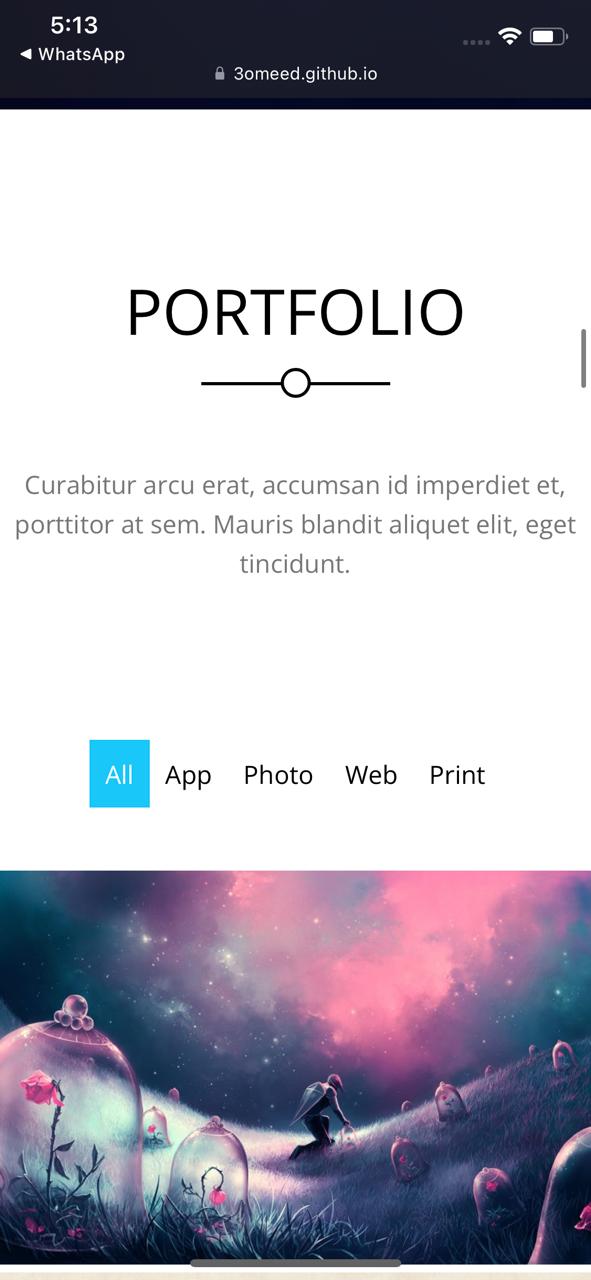 5:13
◀ WhatsApp
3omeed.github.io
PORTFOLIO
Curabitur arcu erat, accumsan id imperdiet et,
porttitor at sem. Mauris blandit aliquet elit, eget
tincidunt.
All App Photo Web Print